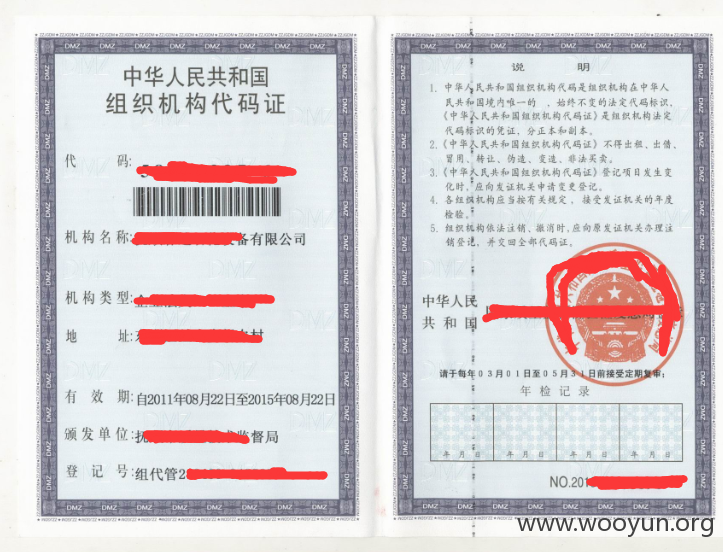 中华人民共和国
组织机构代码证
代 码:
机构名称:
备有限公司
机构类型:
地 址:
村
有 效 期:自2011年08月22日至2015年08月22日
颁发单位:
监督局
登 记 号:组代管2
说 明
1. 中华人民共和国组织机构代码是组织机构在中华人
民共和国境内唯一的、始终不变的法定代码标识,
《中华人民共和国组织机构代码证》是组织机构法定
代码标识的凭证,分正本和副本。
2. 《中华人民共和国组织机构代码证》不得出租、出借、
冒用、转让、伪造、变造、非法买卖。
3. 《中华人民共和国组织机构代码证》登记项目发生变
化时,应向发证机关申请变更登记。
4. 各组织机构应当按有关规定,接受发证机关的年度
检验。
5. 组织机构依法注销、撤消时,应向原发证机关办理注
销登记,并交回全部代码证。
中华人民
共 和 国
请于每年03月01日至05月31日前接受定期复审;
年检记录
年 月 日 年 月 日 年 月 日 年 月 日
NO.201
www.wooyun.org